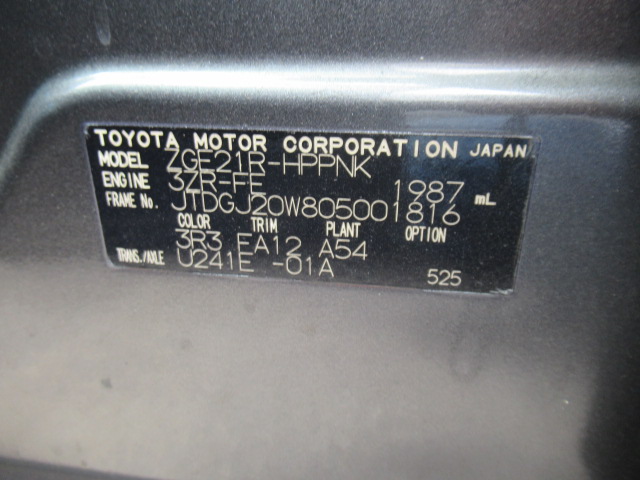 TOYOTA MOTOR CORPORATION JAPAN
MODEL ZGE21R-HPPNK
ENGINE 3ZR-FE 1987 mL
FRAME No. JTDGJ20W805001816
COLOR TRIM PLANT OPTION
3R3 EA12 A54
TRANS./AXLE U241E -01A 525